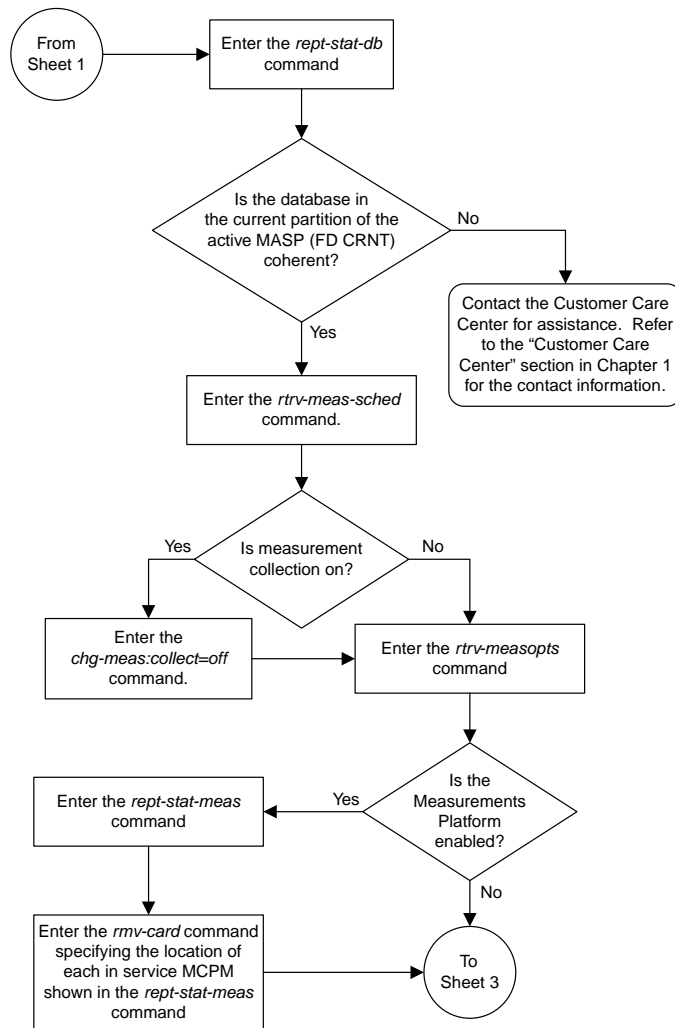 From
Sheet 1
Enter the rept-stat-db
command
Is the database in
the current partition of the
active MASP (FD CRNT)
coherent?
No
Yes
Contact the Customer Care
Center for assistance. Refer
to the “Customer Care
Center” section in Chapter 1
for the contact information.
Enter the rtrv-meas-sched
command.
Is measurement
collection on?
Yes
No
Enter the
chg-meas:collect=off
command.
Enter the rtrv-measopts
command
Is the
Measurements
Platform
enabled?
Yes
No
Enter the rept-stat-meas
command
Enter the rmv-card command
specifying the location of
each in service MCPM
shown in the rept-stat-meas
command
To
Sheet 3